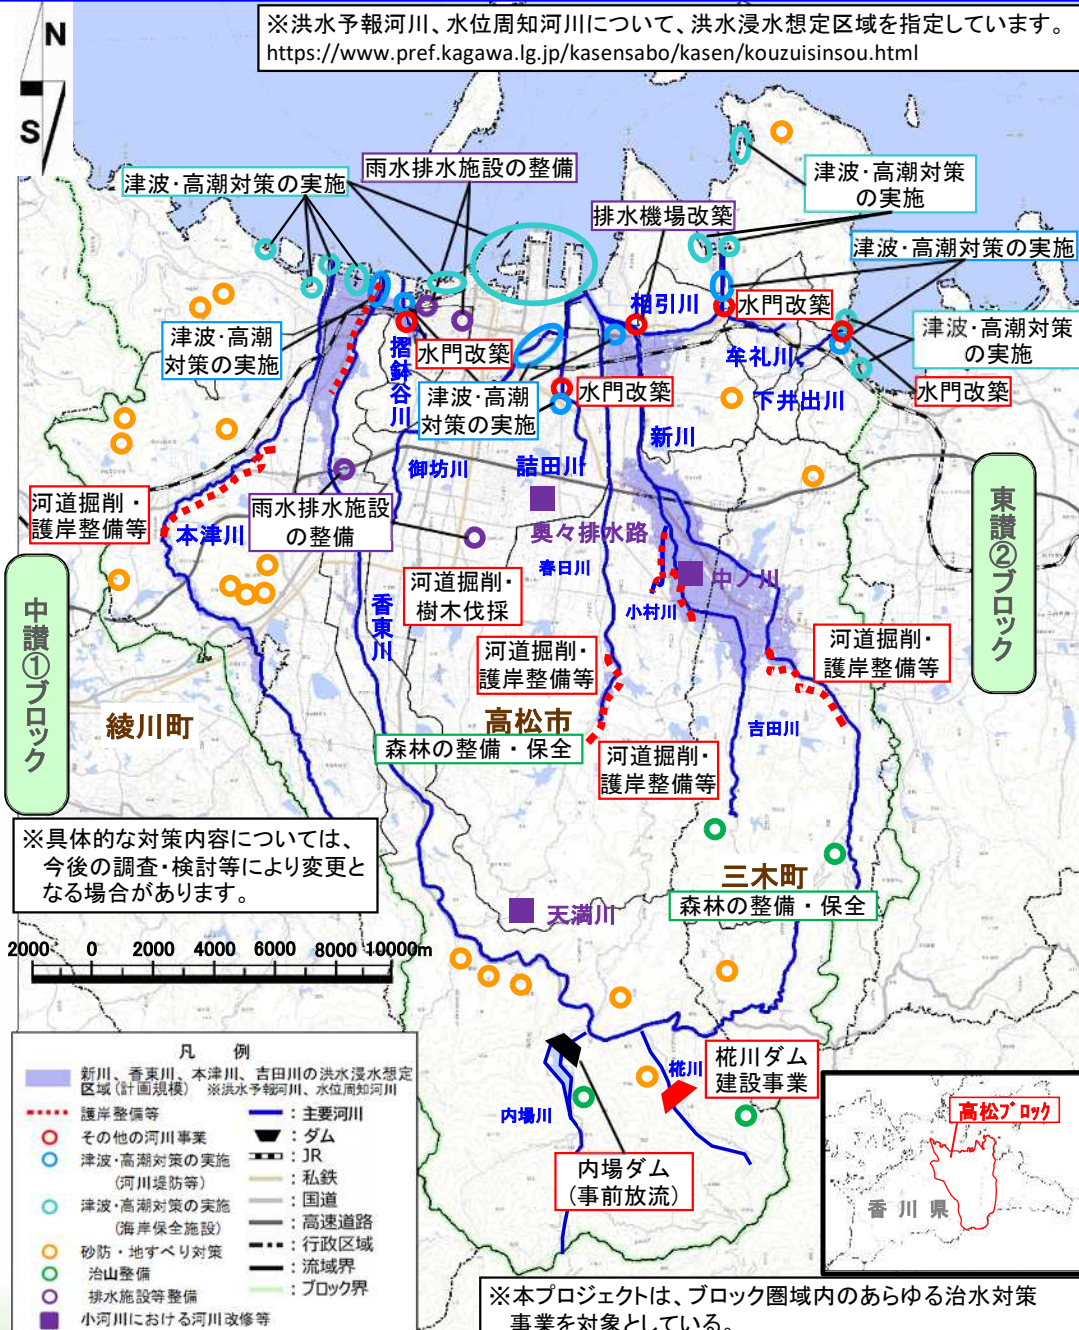 ※洪水予報河川、水位周知河川について、洪水浸水想定区域を指定しています。
https://www.pref.kagawa.lg.jp/kasensabo/kasen/kouzuisinsou.html
N
S
津波・高潮対策の実施
雨水排水施設の整備
排水機場改築
津波・高潮対策
の実施
津波・高潮対策の実施
相引川
水門改築
津波・高潮
対策の実施
摺鉢谷川
水門改築
牟礼川
津波・高潮対策
の実施
津波・高潮
対策の実施
水門改築
下井出川
水門改築
新川
御坊川
詰田川
河道掘削・
護岸整備等
本津川
雨水排水施設
の整備
奥々排水路
春日川
中ノ川
小村川
東讃②ブロック
中讃①ブロック
香東川
河道掘削・
樹木伐採
河道掘削・
護岸整備等
河道掘削・
護岸整備等
綾川町
高松市
森林の整備・保全
河道掘削・
護岸整備等
吉田川
※具体的な対策内容については、
今後の調査・検討等により変更と
なる場合があります。
三木町
森林の整備・保全
天満川
2000 0 2000 4000 6000 8000 10000m
椛川
椛川ダム
建設事業
内場川
内場ダム
(事前放流)
高松ブロック
香川県
凡 例
新川、香東川、本津川、吉田川の洪水浸水想定
区域(計画規模) ※洪水予報河川、水位周知河川
護岸整備等
その他の河川事業
津波・高潮対策の実施
(河川堤防等)
津波・高潮対策の実施
(海岸保全施設)
砂防・地すべり対策
治山整備
排水施設等整備
小河川における河川改修等
:主要河川
:ダム
:JR
:私鉄
:国道
:高速道路
:行政区域
:流域界
:ブロック界
※本プロジェクトは、ブロック圏域内のあらゆる治水対策
事業を対象としている。